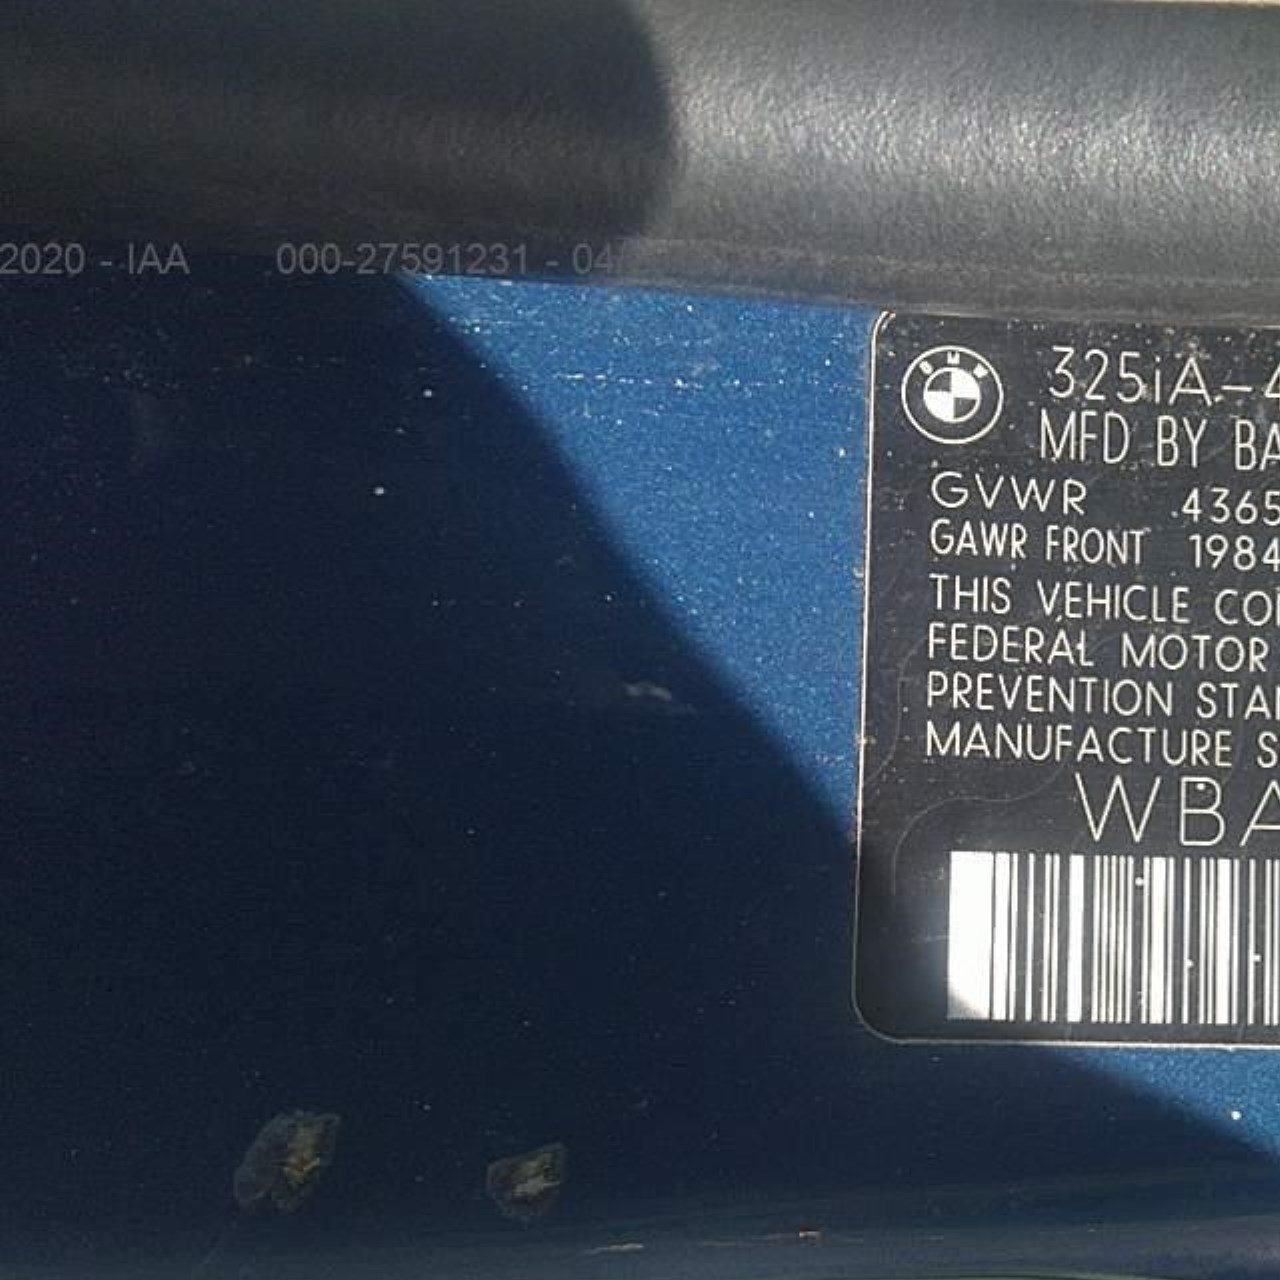 2020 - IAA 000-27591231 - 04
BMW
325iA-4
MFD BY BA
GVWR 4365
GAWR FRONT 1984
THIS VEHICLE CO
FEDERAL MOTOR
PREVENTION STA
MANUFACTURE S
WBA